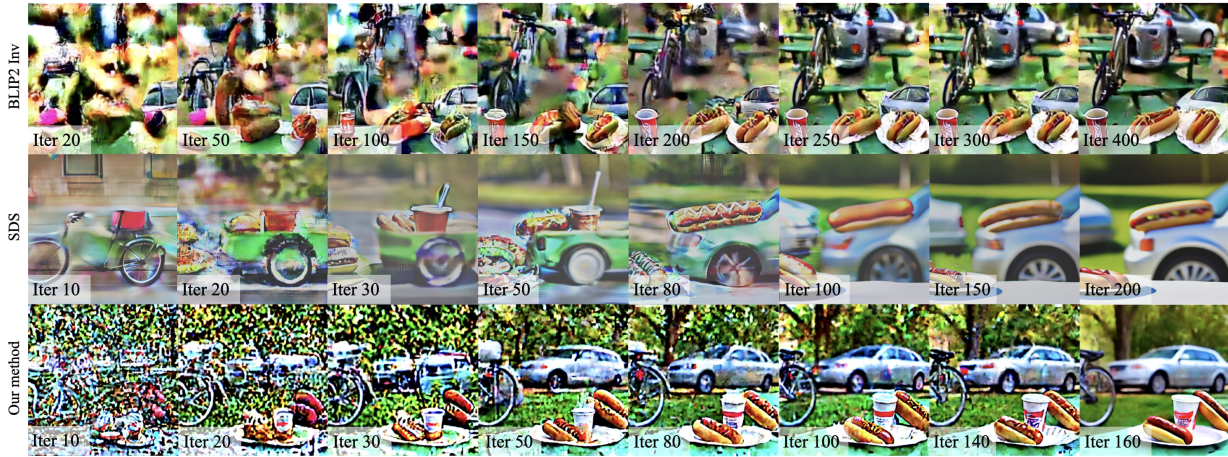 BLIP2 Inv
Iter 20
Iter 50
Iter 100
Iter 150
Iter 200
Iter 250
Iter 300
Iter 400
SDS
Iter 10
Iter 20
Iter 30
Iter 50
Iter 80
Iter 100
Iter 150
Iter 200
Our method
Iter 10
Iter 20
Iter 30
Iter 50
Iter 80
Iter 100
Iter 140
Iter 160